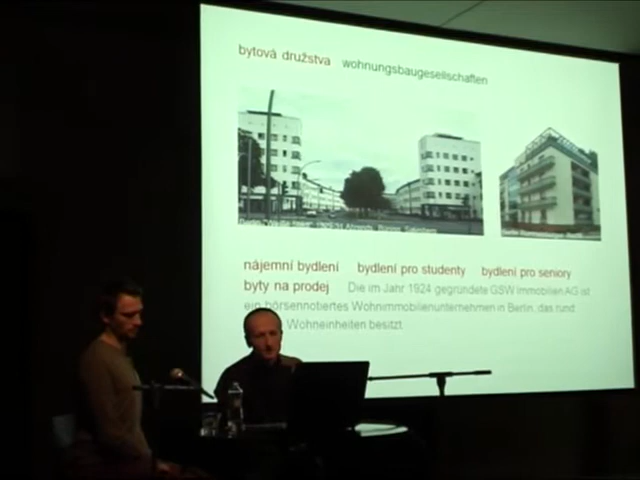 bytová družstva wohnungsbaugesellschaften
nájemní bydlení bydlení pro studenty bydlení pro seniory
byty na prodej Die im Jahr 1924 gegründete GSW Immobilien AG ist
ein börsennotiertes Wohnimmobilienunternehmen in Berlin, das rund
Wohneinheiten besitzt.